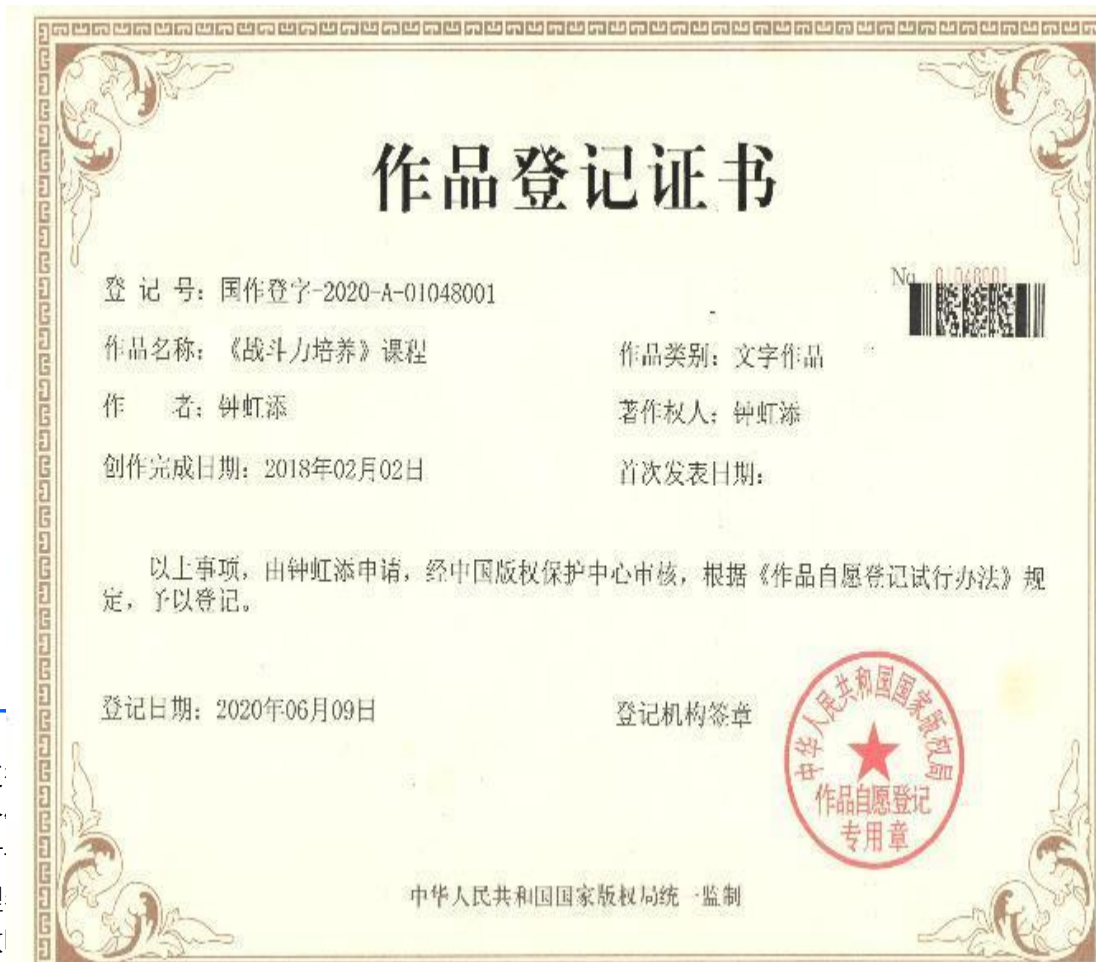 作品登记证书
No. 01048001
登 记 号：国作登字-2020-A-01048001
作品名称：《战斗力培养》课程
作品类别：文字作品
作 者：钟虹添
著作权人：钟虹添
创作完成日期：2018年02月02日
首次发表日期：
以上事项，由钟虹添申请，经中国版权保护中心审核，根据《作品自愿登记试行办法》规
定，予以登记。
登记日期：2020年06月09日
登记机构签章
中华人民共和国国家版权局
作品自愿登记
专用章
中华人民共和国国家版权局统一监制